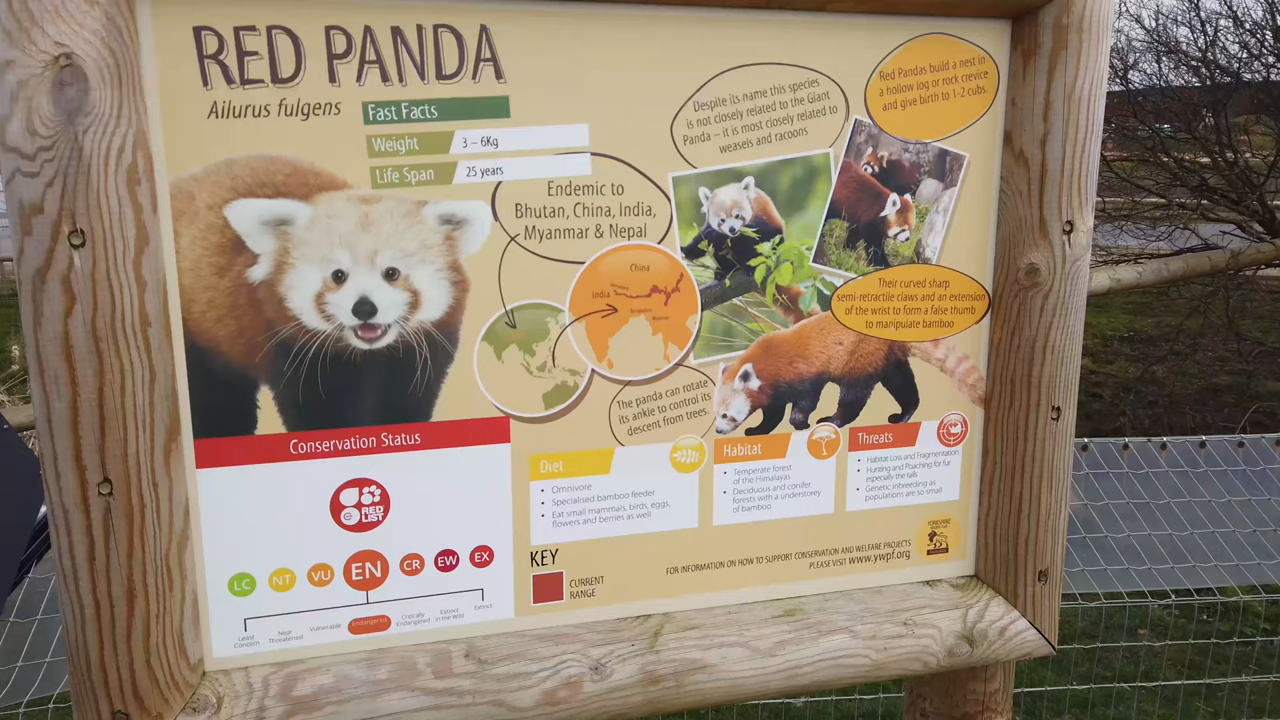 RED PANDA
Ailurus fulgens
Fast Facts
Weight 3 – 6Kg
Life Span 25 years
Endemic to
Bhutan, China, India,
Myanmar & Nepal
China
India
Despite its name this species
is not closely related to the Giant
Panda – it is most closely related to
weasels and racoons
Red Pandas build a nest in
a hollow log or rock crevice
and give birth to 1-2 cubs.
Their curved sharp
semi-retractile claws and an extension
of the wrist to form a false thumb
to manipulate bamboo
The panda can rotate
its ankle to control its
descent from trees.
Conservation Status
RED
LIST
LC NT VU EN CR EW EX
Least
Concern
Near
Threatened
Vulnerable
Endangered
Critically
Endangered
Extinct
in the Wild
Extinct
Diet
• Omnivore
• Specialised bamboo feeder
• Eat small mammals, birds, eggs,
flowers and berries as well
Habitat
• Temperate forest
of the Himalayas
• Deciduous and conifer
forests with a understorey
of bamboo
Threats
• Habitat Loss and Fragmentation
• Hunting and Poaching for fur
especially the tails
• Genetic inbreeding as
populations are so small
KEY
CURRENT
RANGE
FOR INFORMATION ON HOW TO SUPPORT CONSERVATION AND WELFARE PROJECTS
PLEASE VISIT www.ywpf.org
YORKSHIRE